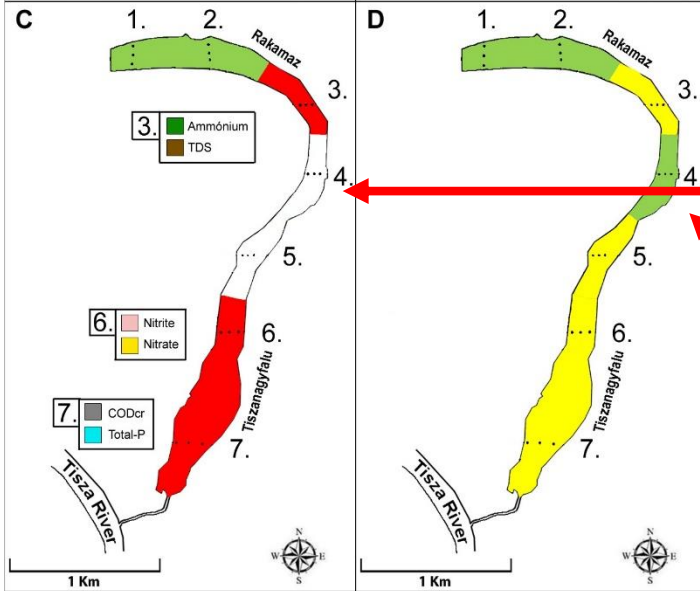 C
1.
2.
Rakamaz
3.
3.
Ammónium
TDS
4.
5.
6.
Nitrite
Nitrate
6.
Tiszanagyfalu
7.
CODcr
Total-P
7.
Tisza River
N
W
E
S
1 Km
D
1.
2.
Rakamaz
3.
4
5.
6.
Tiszanagyfalu
7.
Tisza River
N
W
E
S
1 Km